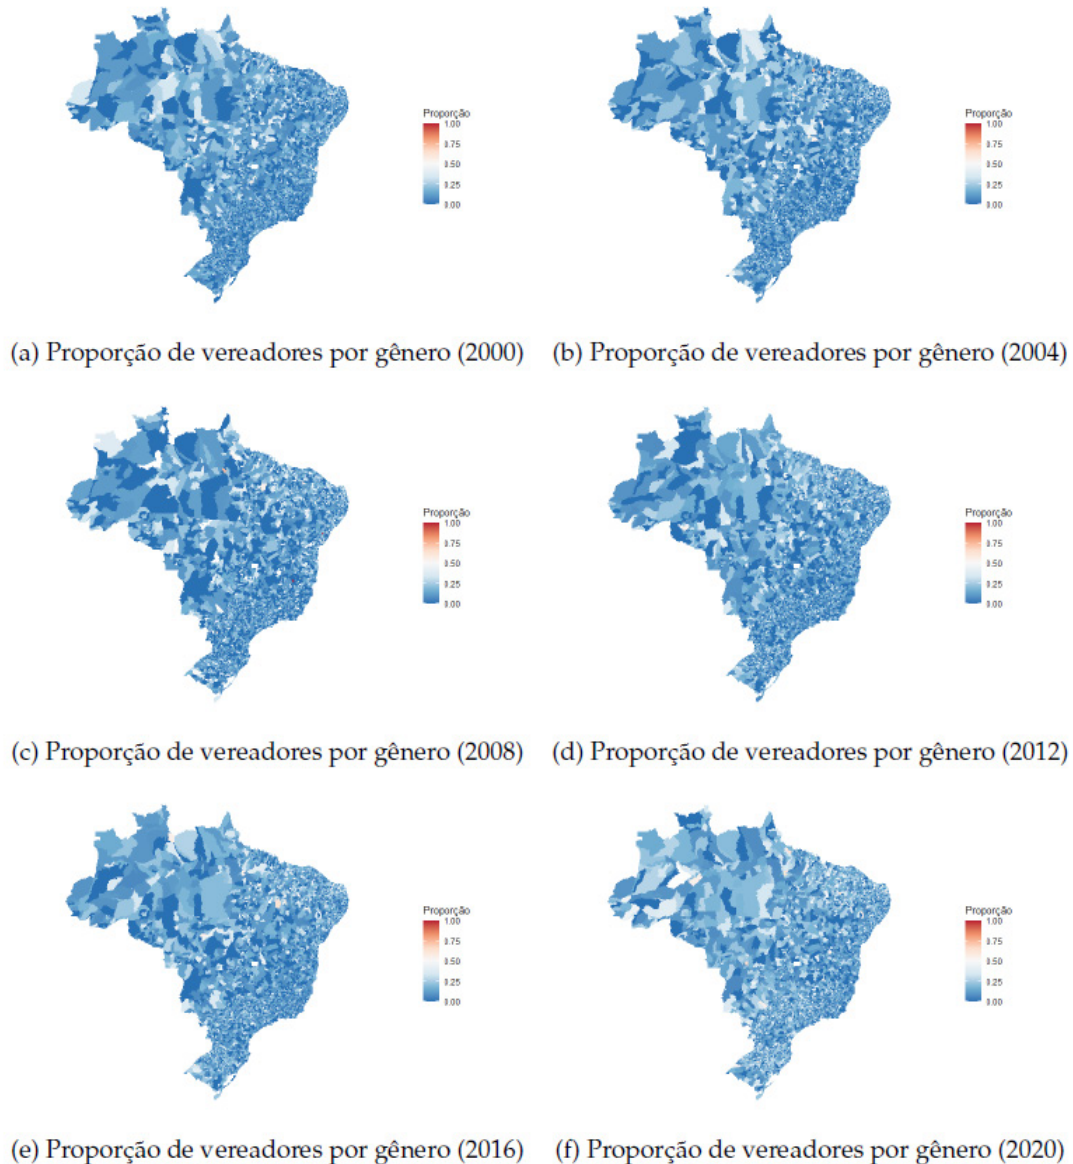 Proporção
1.00
0.75
0.50
0.25
0.00
Proporção
1.00
0.75
0.50
0.25
0.00
(a) Proporção de vereadores por gênero (2000)
(b) Proporção de vereadores por gênero (2004)
Proporção
1.00
0.75
0.50
0.25
0.00
Proporção
1.00
0.75
0.50
0.25
0.00
(c) Proporção de vereadores por gênero (2008)
(d) Proporção de vereadores por gênero (2012)
Proporção
1.00
0.75
0.50
0.25
0.00
Proporção
1.00
0.75
0.50
0.25
0.00
(e) Proporção de vereadores por gênero (2016)
(f) Proporção de vereadores por gênero (2020)